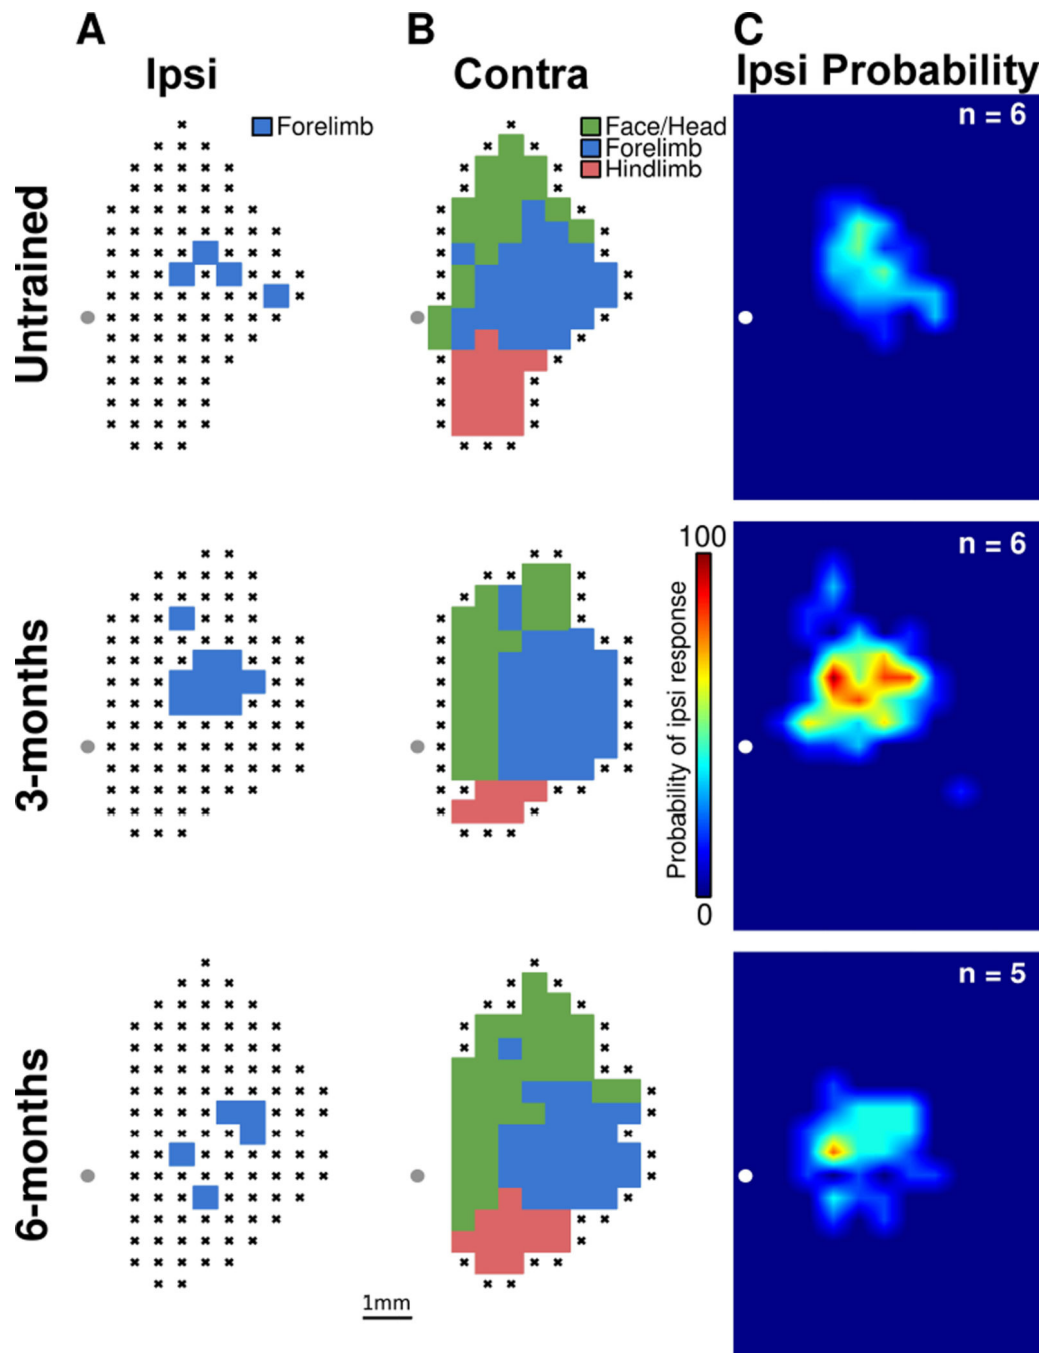 A
B
C
Ipsi
Contra
Ipsi Probability
Forelimb
Face/Head
Forelimb
Hindlimb
n = 6
Untrained
3-months
100
Probability of ipsi response
0
n = 6
6-months
n = 5
1mm